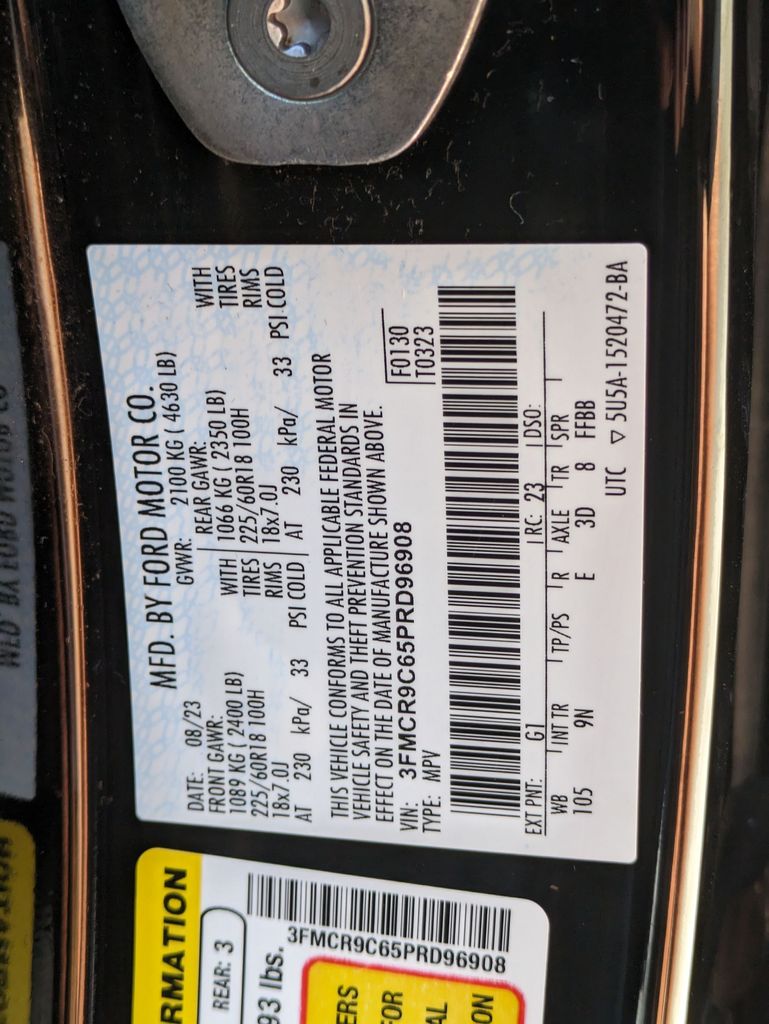 MFD. BY FORD MOTOR CO.
DATE: 08/23 GVWR: 2100 KG ( 4630 LB)
FRONT GAWR: REAR GAWR:
1089 KG ( 2400 LB) WITH 1066 KG ( 2350 LB) WITH
225/60R18 100H TIRES 225/60R18 100H TIRES
18x7.0J RIMS 18x7.0J RIMS
AT 230 kPa/ 33 PSI COLD AT 230 kPa/ 33 PSI COLD
THIS VEHICLE CONFORMS TO ALL APPLICABLE FEDERAL MOTOR
VEHICLE SAFETY AND THEFT PREVENTION STANDARDS IN
EFFECT ON THE DATE OF MANUFACTURE SHOWN ABOVE.
VIN: 3FMCR9C65PRD96908 F0130
TYPE: MPV T0323
EXT PNT: G1 RC: 23 DSO:
WB INT TR TP/PS R AXLE TR SPR
105 9N E 3D 8 FFBB
UTC ▽ 5U5A-1520472-BA
RMATION
REAR: 3
93 lbs.
3FMCR9C65PRD96908
ERS
FOR
AL
ON